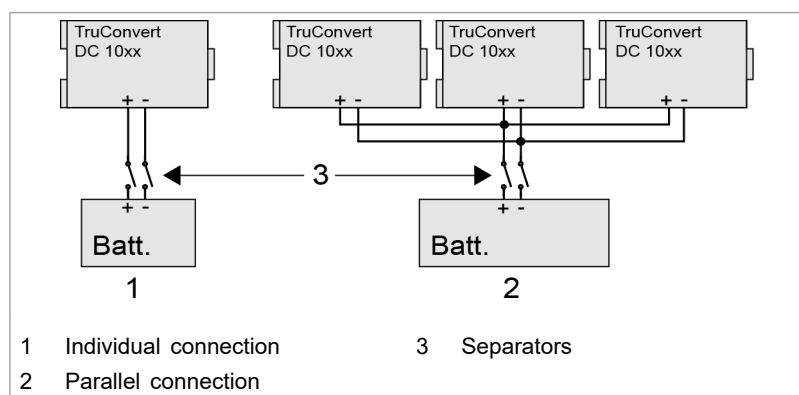 TruConvert
DC 10xx
+ -
TruConvert
DC 10xx
+ -
TruConvert
DC 10xx
+ -
TruConvert
DC 10xx
+ -
3
+ -
Batt.
1
+ -
Batt.
2
1 Individual connection
2 Parallel connection
3 Separators